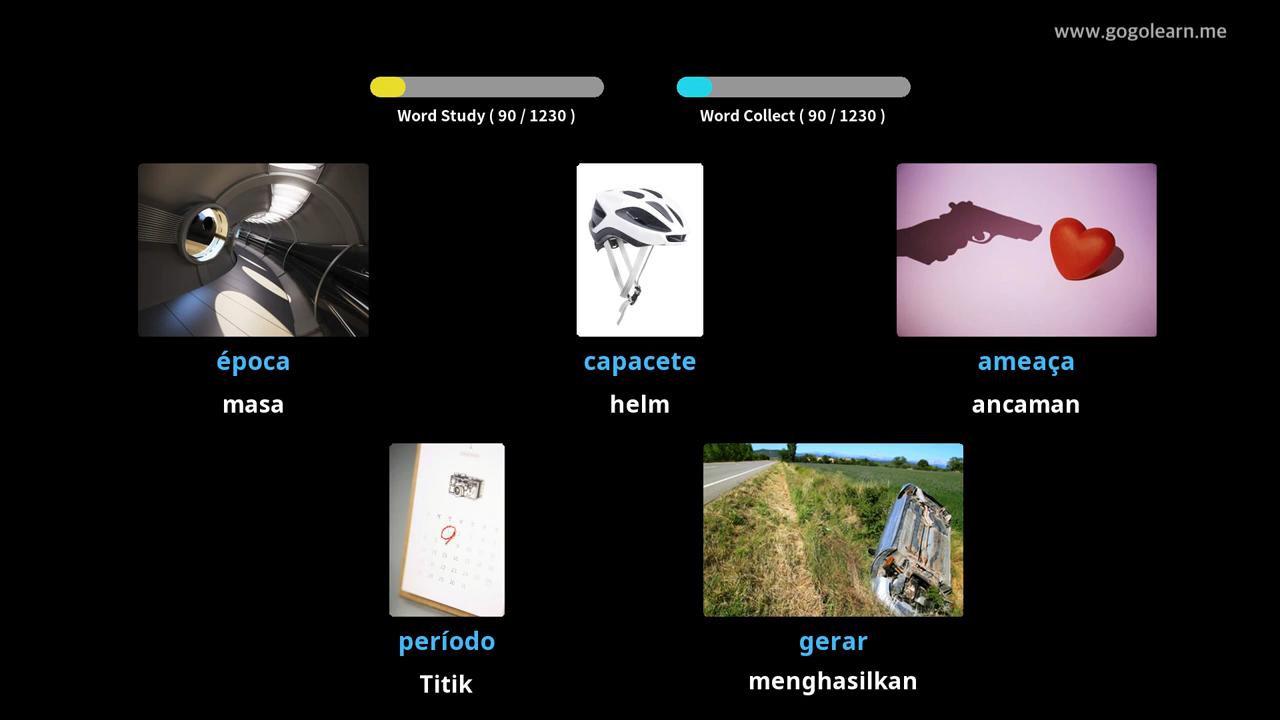 www.gogolearn.me
Word Study ( 90 / 1230 )
Word Collect ( 90 / 1230 )
época
capacete
ameaça
masa
helm
ancaman
período
gerar
Titik
menghasilkan